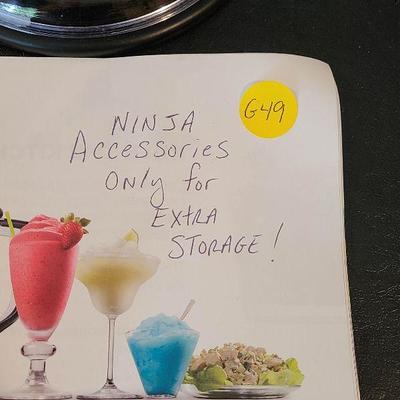 G49
NINJA
Accessories
Only for
EXtRA
STORAGE!